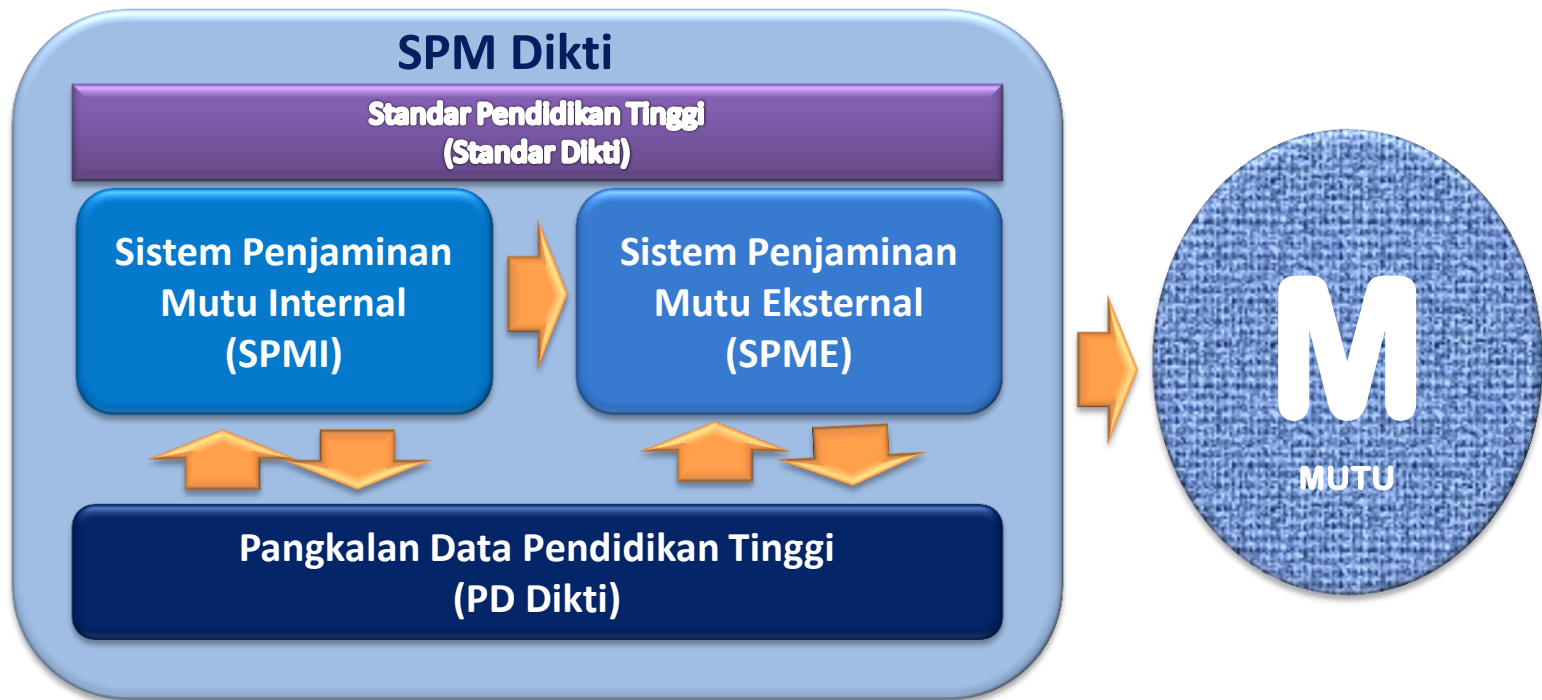 SPM Dikti
Standar Pendidikan Tinggi
(Standar Dikti)
Sistem Penjaminan
Mutu Internal
(SPMI)
Sistem Penjaminan
Mutu Eksternal
(SPME)
Pangkalan Data Pendidikan Tinggi
(PD Dikti)
M
MUTU